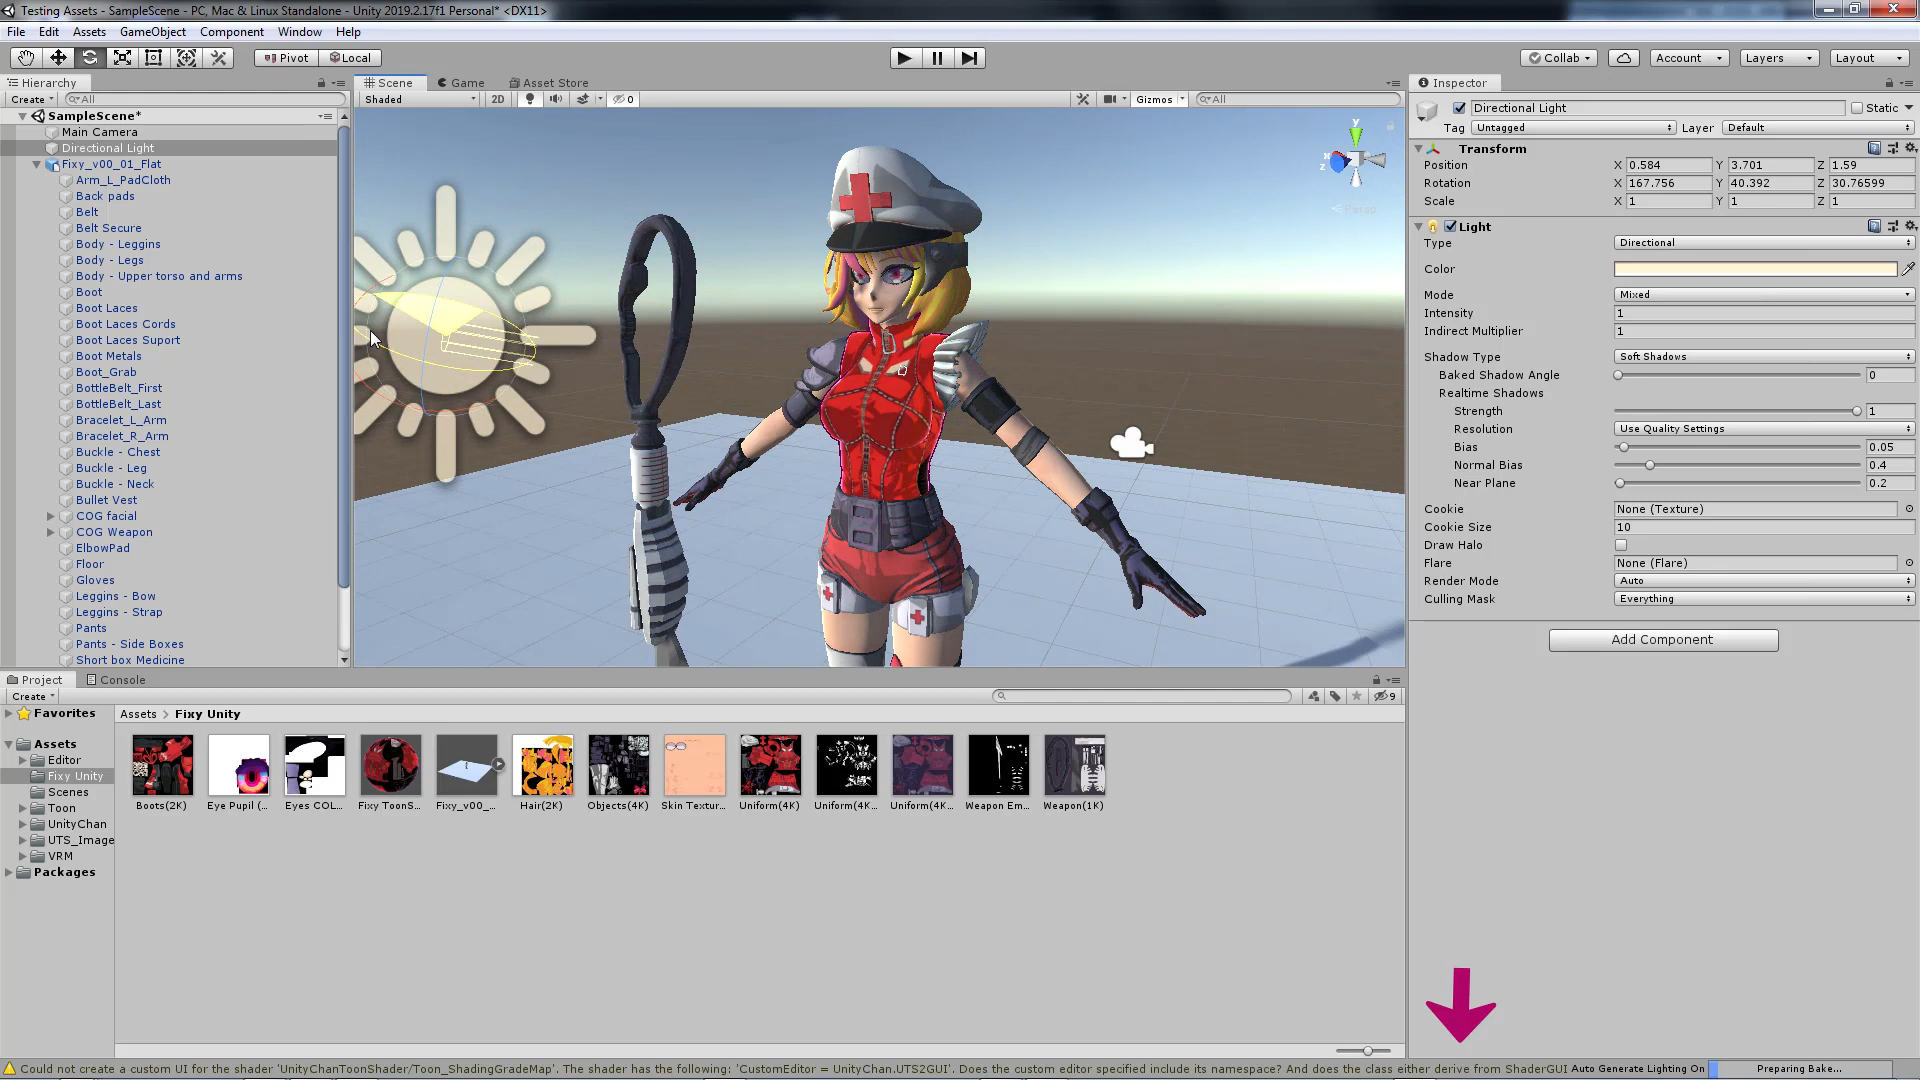 Testing Assets - SampleScene - PC, Mac & Linux Standalone - Unity 2019.2.17f1 Personal* <DX11>
File Edit Assets GameObject Component Window Help
Pivot Local Collab Account Layers Layout
Hierarchy
Create All
SampleScene*
Main Camera
Directional Light
Fixy_v00_01_Flat
Arm_L_PadCloth
Back pads
Belt
Belt Secure
Body - Leggins
Body - Legs
Body - Upper torso and arms
Boot
Boot Laces
Boot Laces Cords
Boot Laces Suport
Boot Metals
Boot_Grab
BottleBelt_First
BottleBelt_Last
Bracelet_L_Arm
Bracelet_R_Arm
Buckle - Chest
Buckle - Leg
Buckle - Neck
Bullet Vest
COG facial
COG Weapon
ElbowPad
Floor
Gloves
Leggins - Bow
Leggins - Strap
Pants
Pants - Side Boxes
Short box Medicine
Scene Game Asset Store
Shaded 2D 0 Gizmos All
y
x
z
Persp
Inspector
Directional Light Static
Tag Untagged Layer Default
Transform
Position X 0.584 Y 3.701 Z 1.59
Rotation X 167.756 Y 40.392 Z 30.76599
Scale X 1 Y 1 Z 1
Light
Type Directional
Color
Mode Mixed
Intensity 1
Indirect Multiplier 1
Shadow Type Soft Shadows
Baked Shadow Angle 0
Realtime Shadows
Strength 1
Resolution Use Quality Settings
Bias 0.05
Normal Bias 0.4
Near Plane 0.2
Cookie None (Texture)
Cookie Size 10
Draw Halo
Flare None (Flare)
Render Mode Auto
Culling Mask Everything
Add Component
Project Console
Create 9
Favorites
Assets
Editor
Fixy Unity
Scenes
Toon
UnityChan
UTS_Image
VRM
Packages
Assets > Fixy Unity
Boots(2K) Eye Pupil (... Eyes COL... Fixy ToonS... Fixy_v00_... Hair(2K) Objects(4K) Skin Textur... Uniform(4K) Uniform(4K... Uniform(4K... Weapon Em... Weapon(1K)
Could not create a custom UI for the shader 'UnityChanToonShader/Toon_ShadingGradeMap'. The shader has the following: 'CustomEditor = UnityChan.UTS2GUI'. Does the custom editor specified include its namespace? And does the class either derive from ShaderGUI Auto Generate Lighting On Preparing Bake...